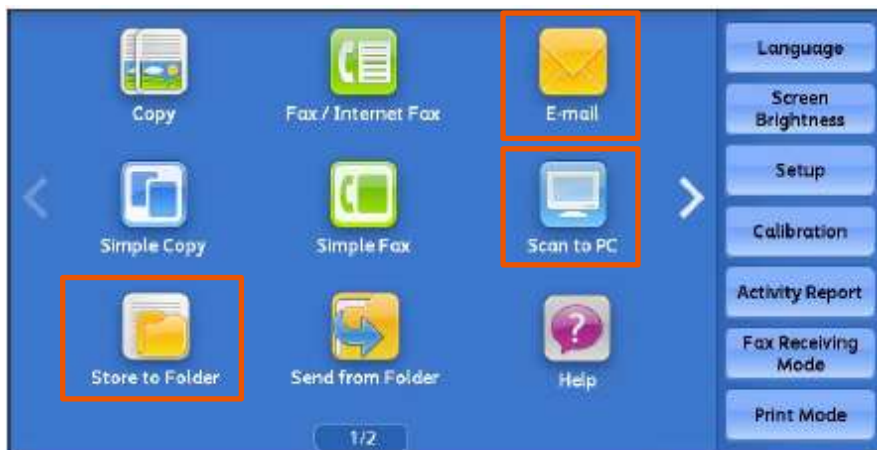 Copy
Fax / Internet Fax
E-mail
Simple Copy
Simple Fax
Scan to PC
Store to Folder
Send from Folder
Help
1/2
Language
Screen
Brightness
Setup
Calibration
Activity Report
Fax Receiving
Mode
Print Mode